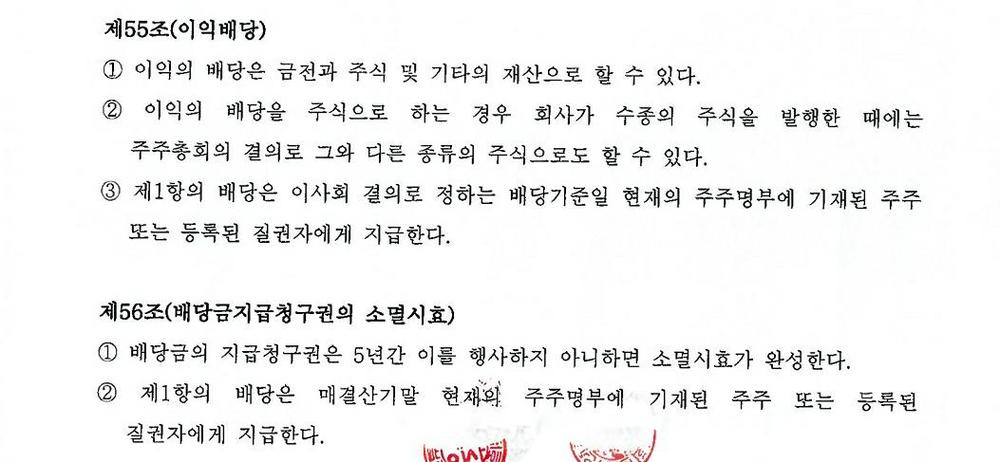 제55조(이익배당)
① 이익의 배당은 금전과 주식 및 기타의 재산으로 할 수 있다.
② 이익의 배당을 주식으로 하는 경우 회사가 수종의 주식을 발행한 때에는
주주총회의 결의로 그와 다른 종류의 주식으로도 할 수 있다.
③ 제1항의 배당은 이사회 결의로 정하는 배당기준일 현재의 주주명부에 기재된 주주
또는 등록된 질권자에게 지급한다.
제56조(배당금지급청구권의 소멸시효)
① 배당금의 지급청구권은 5년간 이를 행사하지 아니하면 소멸시효가 완성한다.
② 제1항의 배당은 매결산기말 현재의 주주명부에 기재된 주주 또는 등록된
질권자에게 지급한다.